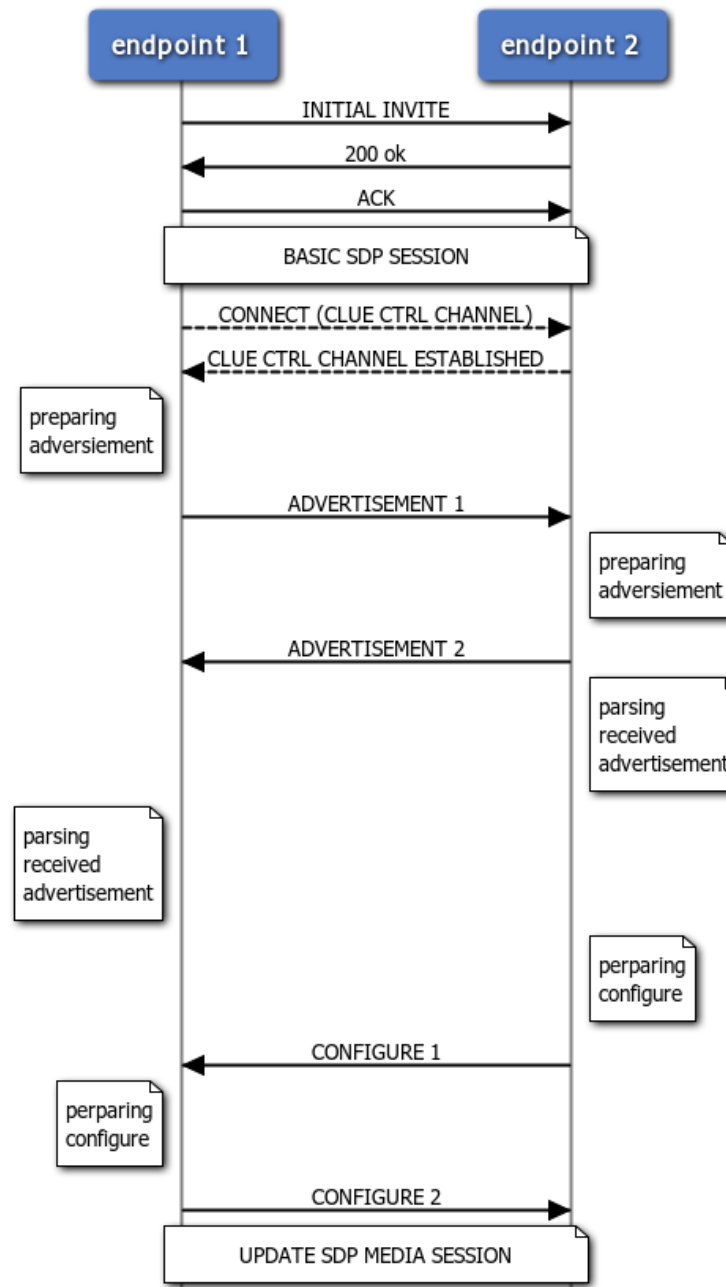 endpoint 1
endpoint 2
INITIAL INVITE
200 ok
ACK
BASIC SDP SESSION
CONNECT (CLUE CTRL CHANNEL)
CLUE CTRL CHANNEL ESTABLISHED
preparing
adversiement
ADVERTISEMENT 1
preparing
adversiement
ADVERTISEMENT 2
parsing
received
advertisement
parsing
received
advertisement
perparing
configure
CONFIGURE 1
perparing
configure
CONFIGURE 2
UPDATE SDP MEDIA SESSION